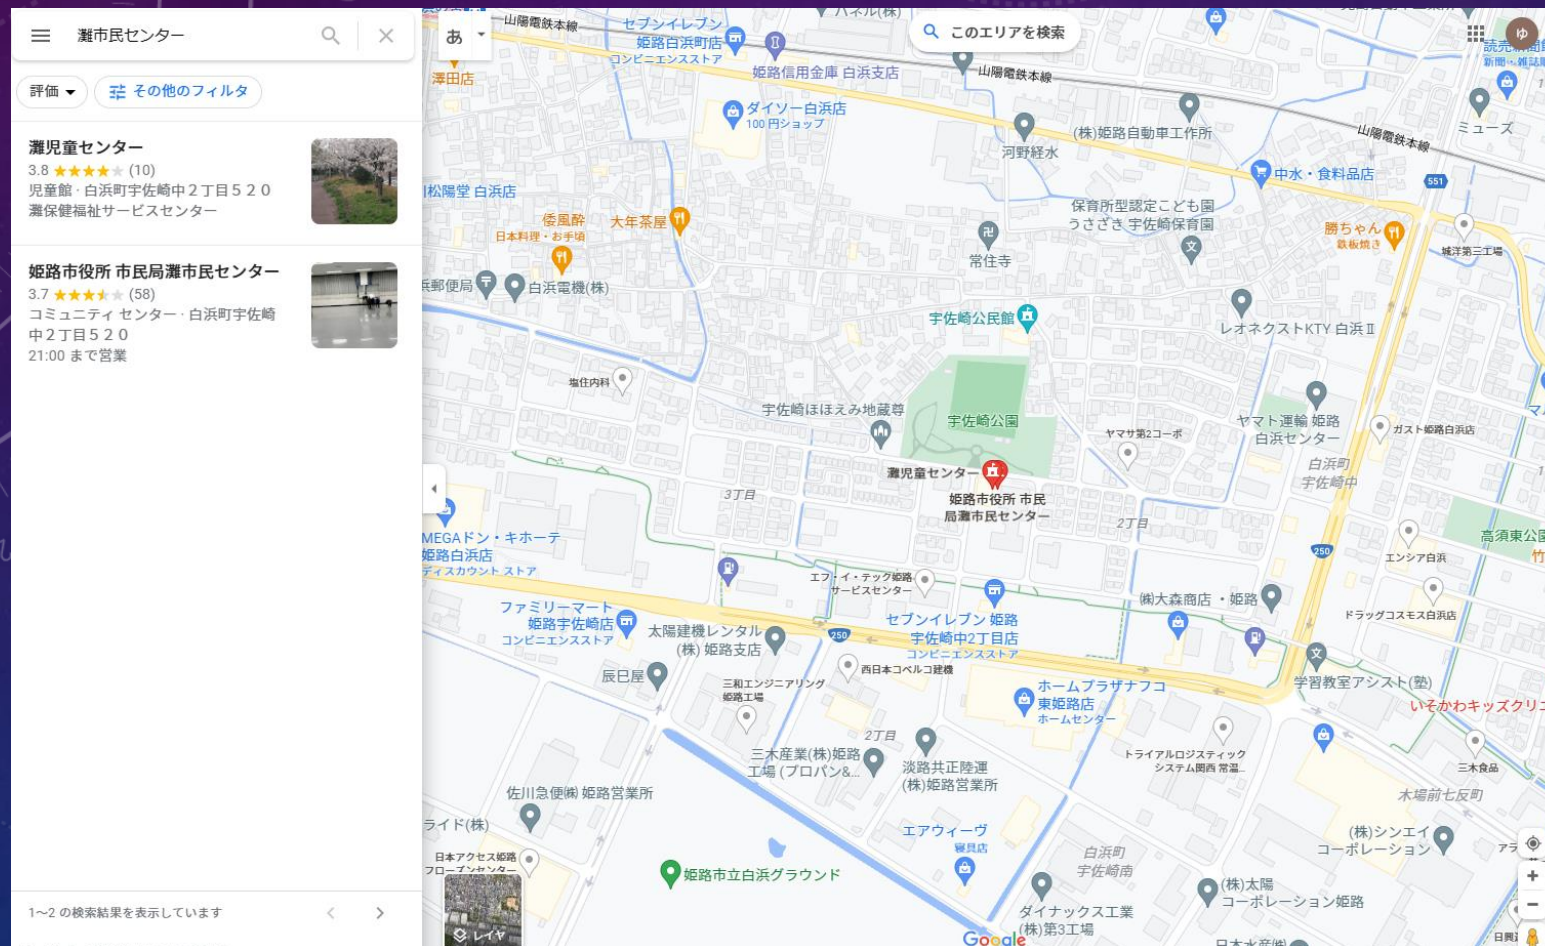 灘市民センター
評価
その他のフィルタ
灘児童センター
3.8
(10)
児童館 · 白浜町宇佐崎中2丁目520
灘保健福祉サービスセンター
姫路市役所 市民局灘市民センター
3.7
(58)
コミュニティ センター · 白浜町宇佐崎
中2丁目520
21:00 まで営業
1～2 の検索結果を表示しています
あ
このエリアを検索
ゆ
山陽電鉄本線
セブンイレブン
姫路白浜町店
コンビニエンスストア
姫路信用金庫 白浜支店
山陽電鉄本線
澤田店
ダイソー白浜店
100 円ショップ
河野経水
(株)姫路自動車工作所
山陽電鉄本線
ミューズ
中水・食料品店
551
松陽堂 白浜店
倭風酔
日本料理・お手頃
大年茶屋
保育所型認定こども園
うさざき 宇佐崎保育園
勝ちゃん
鉄板焼き
城洋第三工場
常住寺
浜郵便局
白浜電機(株)
宇佐崎公民館
レオネクストKTY 白浜Ⅱ
塩住内科
宇佐崎ほほえみ地蔵尊
宇佐崎公園
ヤマサ第2コーポ
ヤマト運輸 姫路
白浜センター
ガスト姫路白浜店
白浜町
宇佐崎中
灘児童センター
姫路市役所 市民
局灘市民センター
3丁目
2丁目
MEGAドン・キホーテ
姫路白浜店
ディスカウント ストア
250
エンシア白浜
高須東公園
エフ・イ・テック姫路
サービスセンター
㈱大森商店 ・姫路
ドラッグコスモス白浜店
ファミリーマート
姫路宇佐崎店
コンビニエンスストア
太陽建機レンタル
(株) 姫路支店
250
セブンイレブン 姫路
宇佐崎中2丁目店
コンビニエンスストア
西日本コベルコ建機
辰巳屋
三和エンジニアリング
姫路工場
ホームプラザナフコ
東姫路店
ホームセンター
学習教室アシスト(塾)
いそかわキッズクリニ
2丁目
三木産業(株)姫路
工場 (プロパン&...
淡路共正陸運
(株)姫路営業所
トライアルロジスティック
システム関西 常温...
三木食品
木場前七反町
佐川急便㈱ 姫路営業所
ライド(株)
エアウィーヴ
寝具店
白浜町
宇佐崎南
(株)シンエイ
コーポレーション
日本アクセス姫路
フローズンセンター
姫路市立白浜グラウンド
ダイナックス工業
(株)第3工場
(株)太陽
コーポレーション姫路
レイヤ
Google